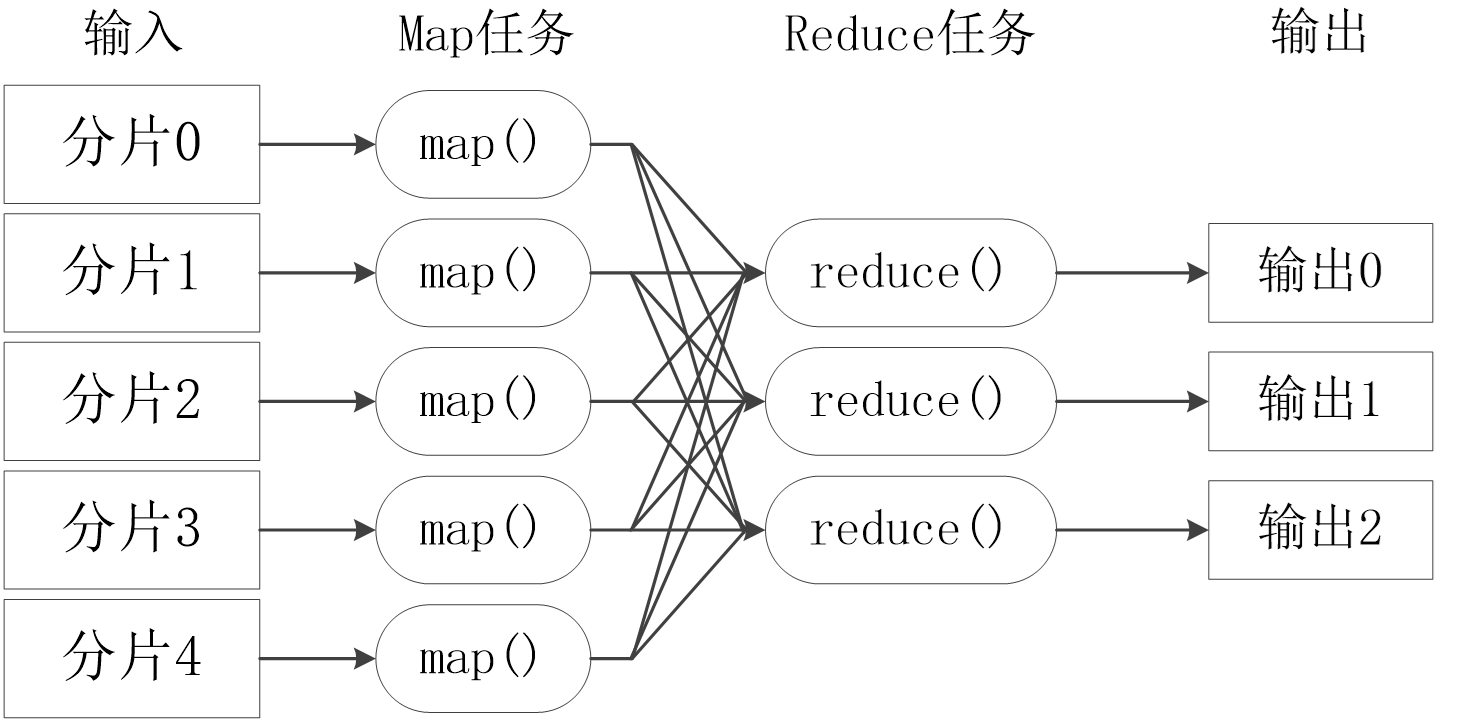 输入 Map任务 Reduce任务 输出
分片0 map()
分片1 map() reduce() 输出0
分片2 map() reduce() 输出1
分片3 map() reduce() 输出2
分片4 map()